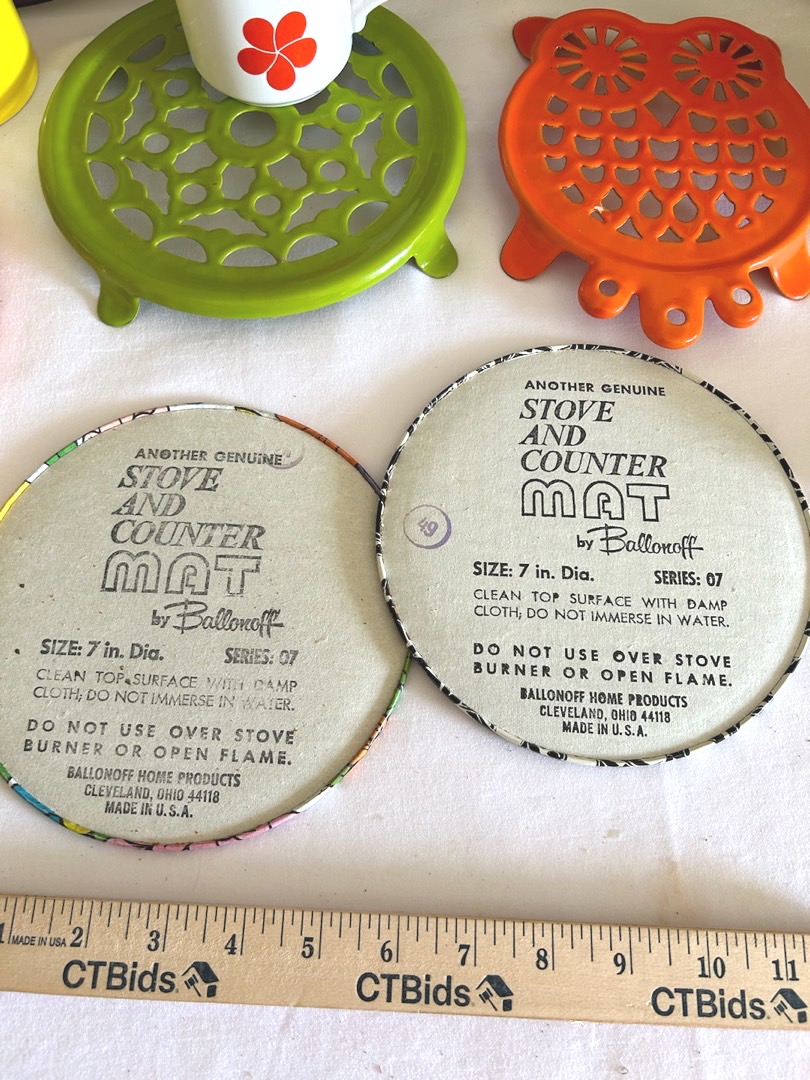 ANOTHER GENUINE
STOVE
AND
COUNTER
MAT
by Ballonoff
SIZE: 7 in. Dia. SERIES: 07
CLEAN TOP SURFACE WITH DAMP
CLOTH; DO NOT IMMERSE IN WATER.
DO NOT USE OVER STOVE
BURNER OR OPEN FLAME.
BALLONOFF HOME PRODUCTS
CLEVELAND, OHIO 44118
MADE IN U.S.A.
ANOTHER GENUINE
STOVE
AND
COUNTER
MAT
by Ballonoff
49
SIZE: 7 in. Dia. SERIES: 07
CLEAN TOP SURFACE WITH DAMP
CLOTH; DO NOT IMMERSE IN WATER.
DO NOT USE OVER STOVE
BURNER OR OPEN FLAME.
BALLONOFF HOME PRODUCTS
CLEVELAND, OHIO 44118
MADE IN U.S.A.
1 MADE IN USA 2 3 4 5 6 7 8 9 10 11
CTBids CTBids CTBids